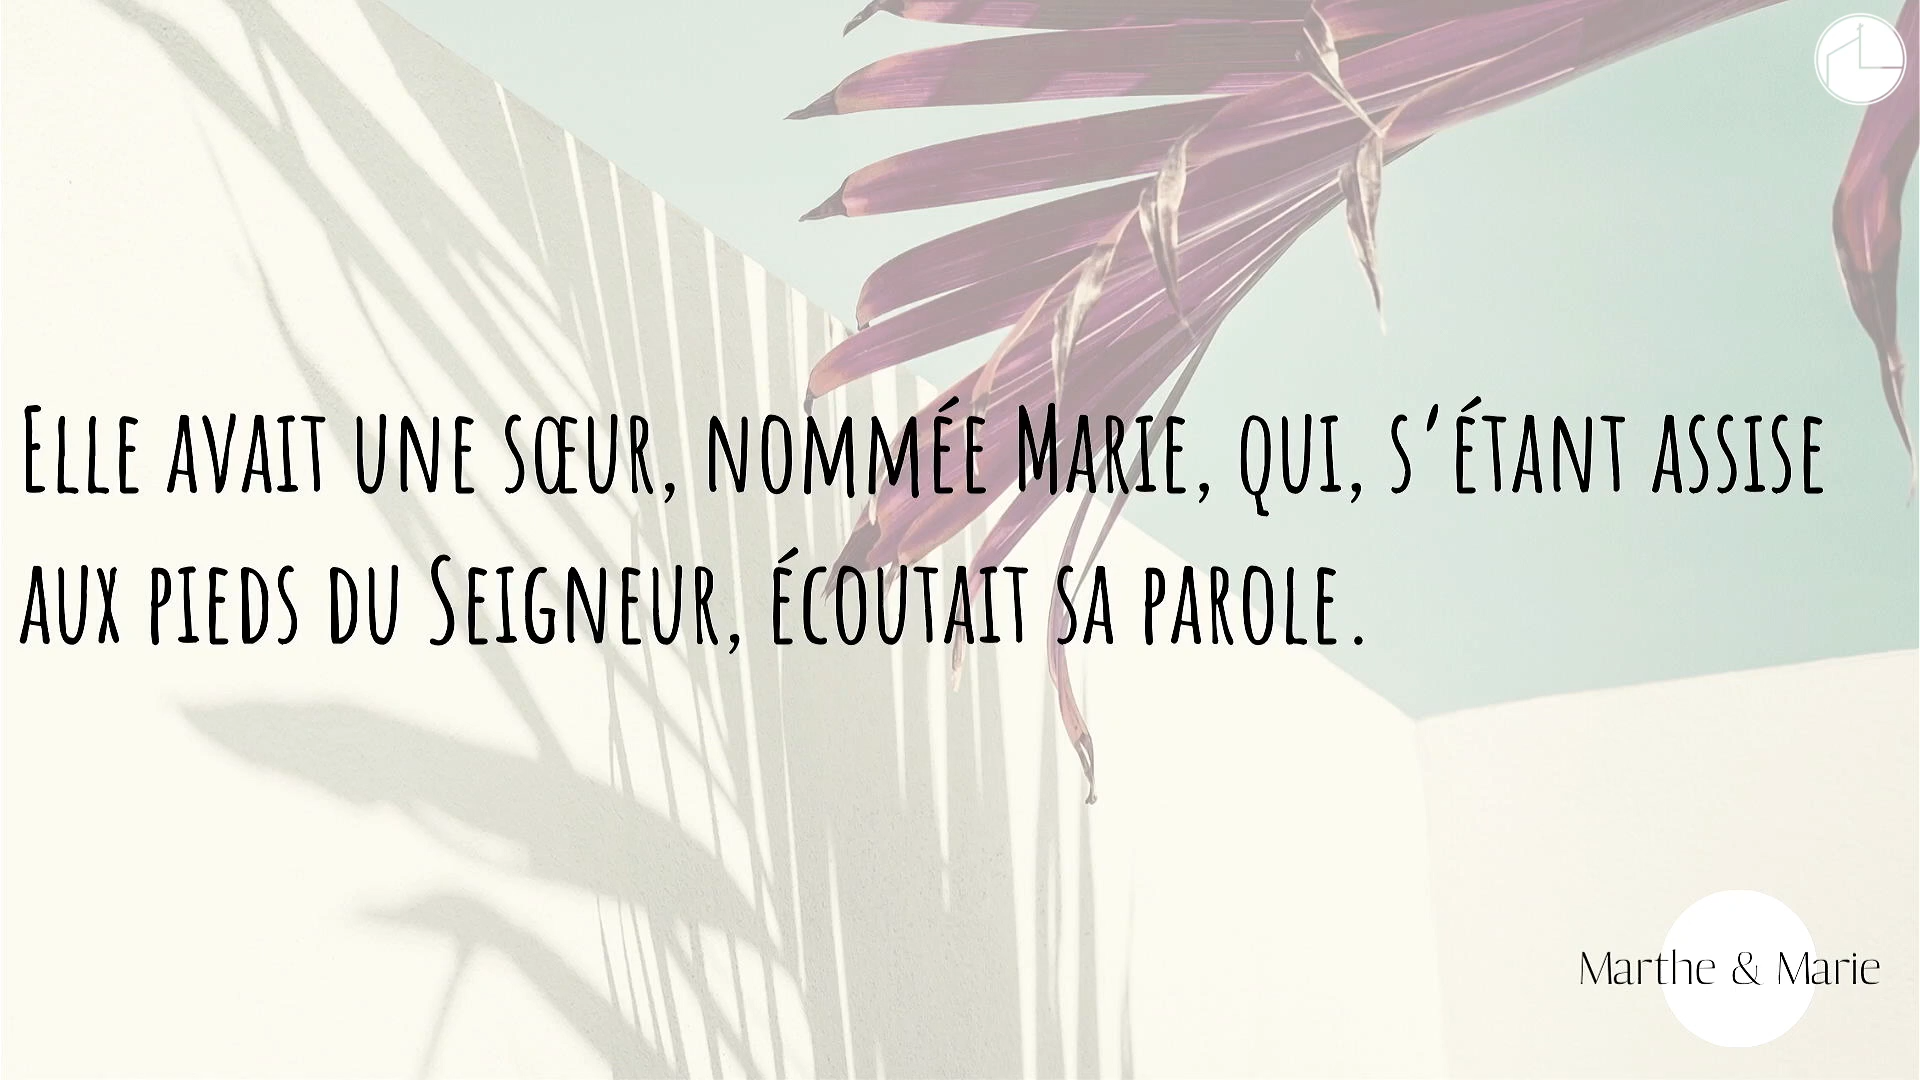 Elle avait une sœur, nommée Marie, qui, s’étant assise
aux pieds du Seigneur, écoutait sa parole.
Marthe & Marie